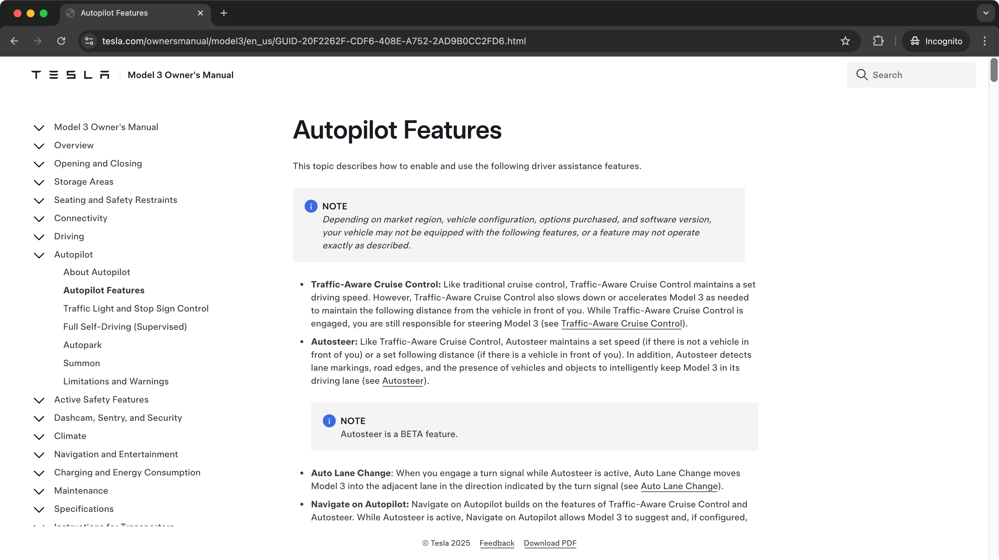 Autopilot Features
tesla.com/ownersmanual/model3/en_us/GUID-20F2262F-CDF6-408E-A752-2AD9B0CC2FD6.html
Incognito
TESLA
Model 3 Owner's Manual
Search
Model 3 Owner's Manual
Overview
Opening and Closing
Storage Areas
Seating and Safety Restraints
Connectivity
Driving
Autopilot
About Autopilot
Autopilot Features
Traffic Light and Stop Sign Control
Full Self-Driving (Supervised)
Autopark
Summon
Limitations and Warnings
Active Safety Features
Dashcam, Sentry, and Security
Climate
Navigation and Entertainment
Charging and Energy Consumption
Maintenance
Specifications
Instructions for Transporters
Autopilot Features
This topic describes how to enable and use the following driver assistance features.
NOTE
Depending on market region, vehicle configuration, options purchased, and software version,
your vehicle may not be equipped with the following features, or a feature may not operate
exactly as described.
• Traffic-Aware Cruise Control: Like traditional cruise control, Traffic-Aware Cruise Control maintains a set
driving speed. However, Traffic-Aware Cruise Control also slows down or accelerates Model 3 as needed
to maintain the following distance from the vehicle in front of you. While Traffic-Aware Cruise Control is
engaged, you are still responsible for steering Model 3 (see Traffic-Aware Cruise Control).
• Autosteer: Like Traffic-Aware Cruise Control, Autosteer maintains a set speed (if there is not a vehicle in
front of you) or a set following distance (if there is a vehicle in front of you). In addition, Autosteer detects
lane markings, road edges, and the presence of vehicles and objects to intelligently keep Model 3 in its
driving lane (see Autosteer).
NOTE
Autosteer is a BETA feature.
• Auto Lane Change: When you engage a turn signal while Autosteer is active, Auto Lane Change moves
Model 3 into the adjacent lane in the direction indicated by the turn signal (see Auto Lane Change).
• Navigate on Autopilot: Navigate on Autopilot builds on the features of Traffic-Aware Cruise Control and
Autosteer. While Autosteer is active, Navigate on Autopilot allows Model 3 to suggest and, if configured,
© Tesla 2025 Feedback Download PDF